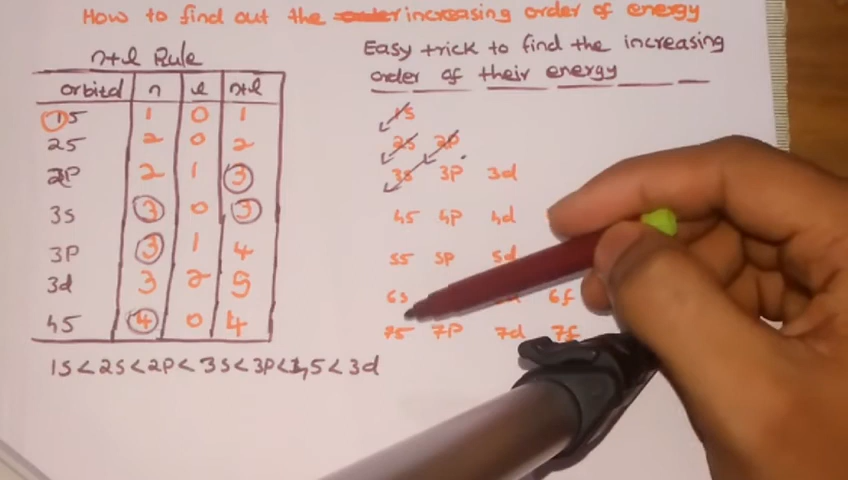 How to find out the increasing order of energy
n+l Rule
orbital n l n+l
1s 1 0 1
2s 2 0 2
2P 2 1 3
3s 3 0 3
3P 3 1 4
3d 3 2 5
4s 4 0 4
1s < 2s < 2P < 3s < 3P < 4s < 3d
Easy trick to find the increasing
order of their energy
1s
2s 2P
3s 3P 3d
4s 4p 4d
5s 5p 5d
6s 6f
7s 7p 7d 7f